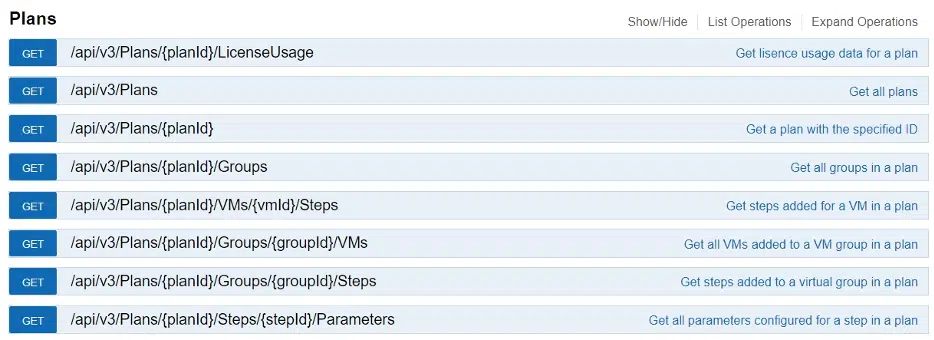 Plans
Show/Hide List Operations Expand Operations
GET /api/v3/Plans/{planId}/LicenseUsage Get lisence usage data for a plan
GET /api/v3/Plans Get all plans
GET /api/v3/Plans/{planId} Get a plan with the specified ID
GET /api/v3/Plans/{planId}/Groups Get all groups in a plan
GET /api/v3/Plans/{planId}/VMs/{vmId}/Steps Get steps added for a VM in a plan
GET /api/v3/Plans/{planId}/Groups/{groupId}/VMs Get all VMs added to a VM group in a plan
GET /api/v3/Plans/{planId}/Groups/{groupId}/Steps Get steps added to a virtual group in a plan
GET /api/v3/Plans/{planId}/Steps/{stepId}/Parameters Get all parameters configured for a step in a plan